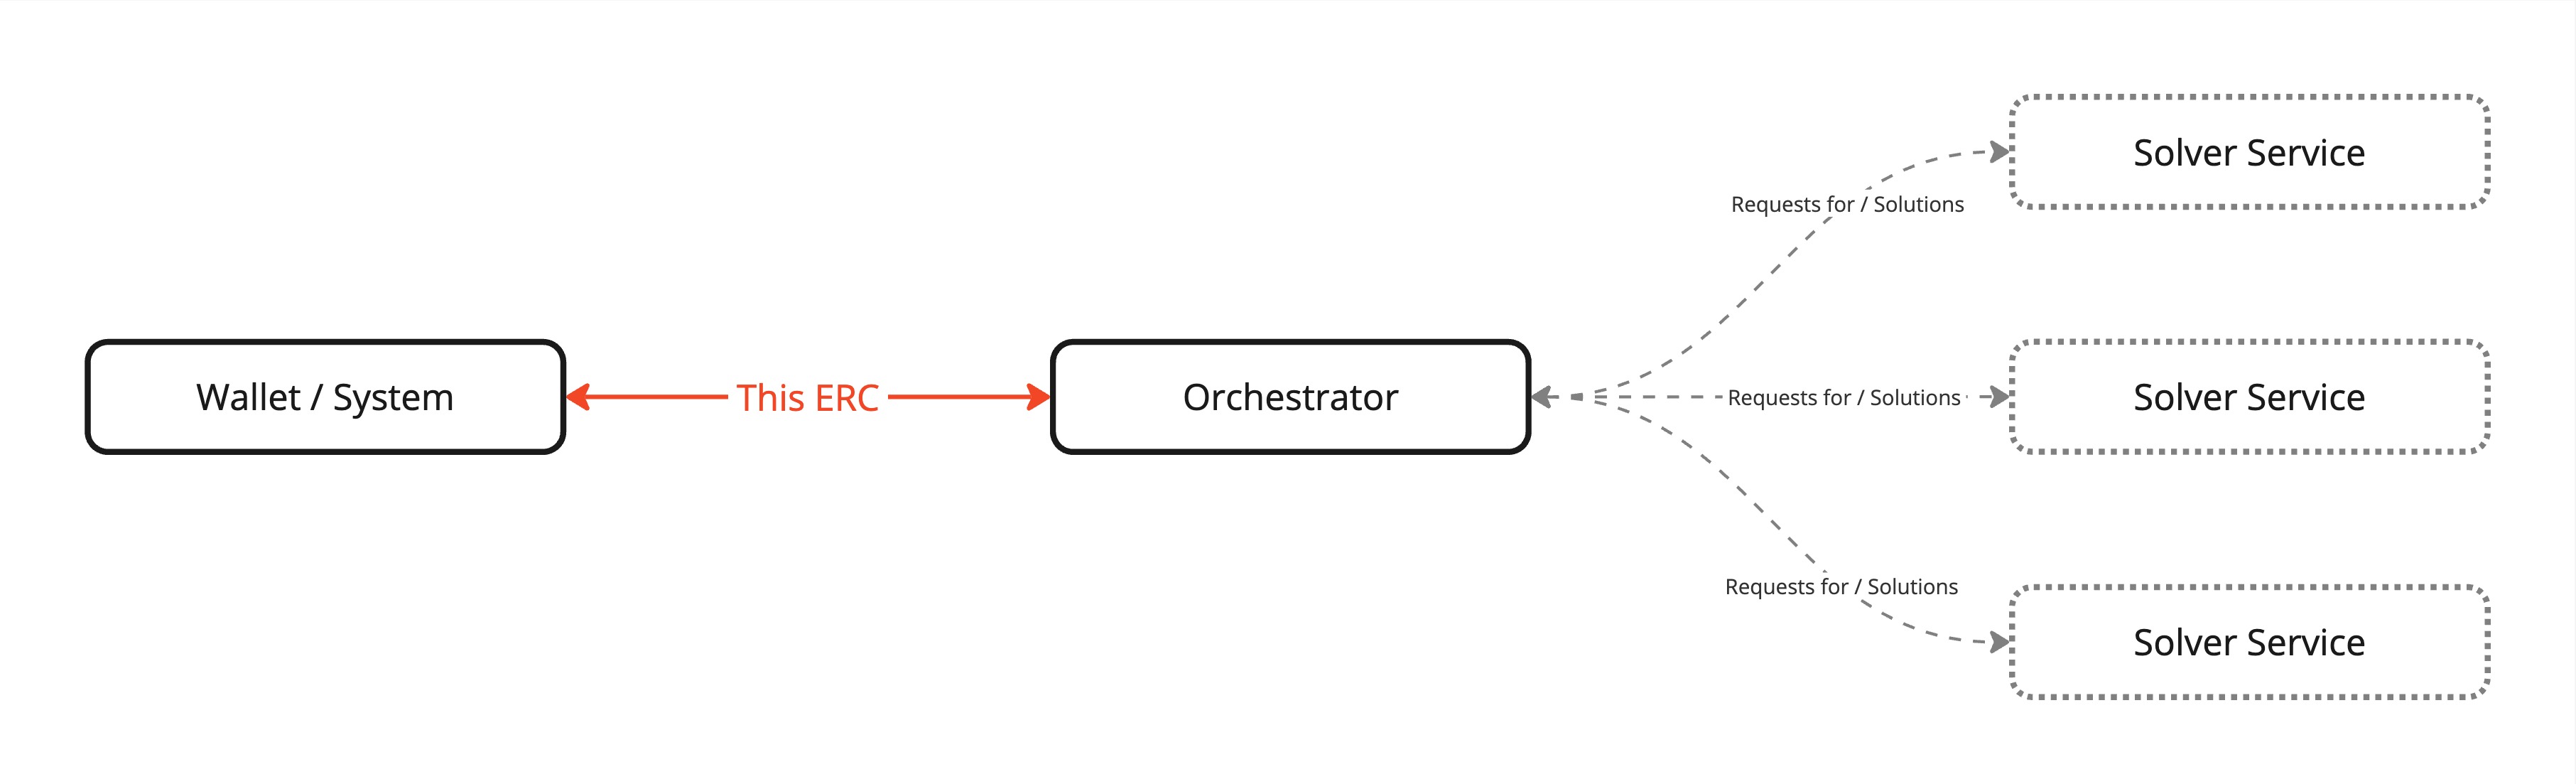 Solver Service
Requests for / Solutions
Wallet / System
This ERC
Orchestrator
Requests for / Solutions
Solver Service
Requests for / Solutions
Solver Service